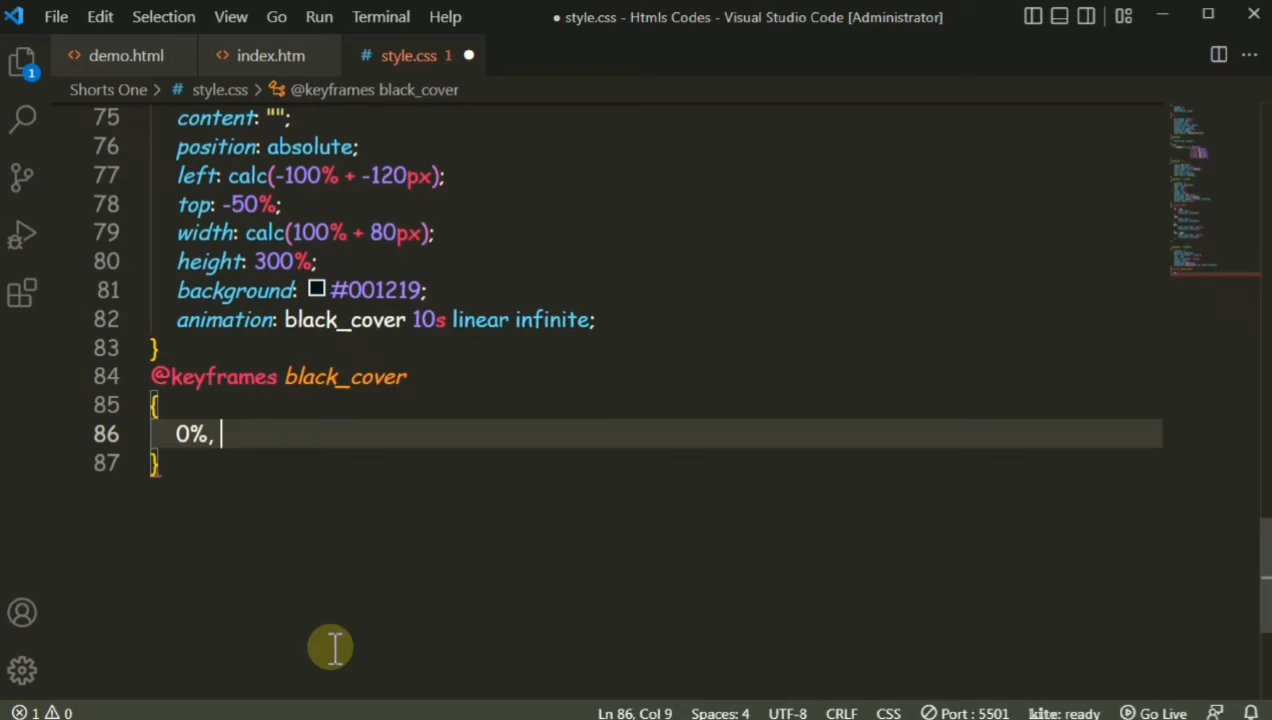 File Edit Selection View Go Run Terminal Help ● style.css - Htmls Codes - Visual Studio Code [Administrator]
<> demo.html <> index.htm # style.css 1 ●
Shorts One > # style.css > @keyframes black_cover
75 content: "";
76 position: absolute;
77 left: calc(-100% + -120px);
78 top: -50%;
79 width: calc(100% + 80px);
80 height: 300%;
81 background: #001219;
82 animation: black_cover 10s linear infinite;
83 }
84 @keyframes black_cover
85 {
86 0%,
87 }
1
1 0 Ln 86, Col 9 Spaces: 4 UTF-8 CRLF CSS Port : 5501 kite: ready Go Live